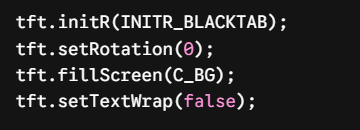 tft.initR(INITR_BLACKTAB);
tft.setRotation(0);
tft.fillScreen(C_BG);
tft.setTextWrap(false);